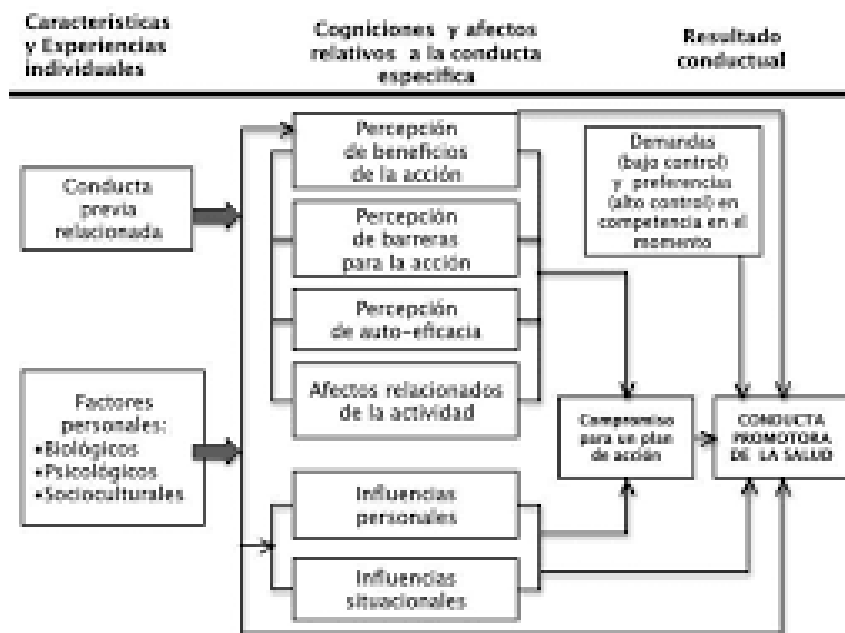 Características
y Experiencias
individuales
Cogniciones y afectos
relativos a la conducta
específica
Resultado
conductual
Conducta
previa
relacionada
Factores
personales:
•Biológicos
•Psicológicos
•Socioculturales
Percepción
de beneficios
de la acción
Percepción
de barreras
para la acción
Percepción
de auto-eficacia
Afectos relacionados
de la actividad
Influencias
personales
Influencias
situacionales
Demandas
(bajo control)
y preferencias
(alto control) en
competencia en el
momento
Compromiso
para un plan
de acción
CONDUCTA
PROMOTORA
DE LA SALUD